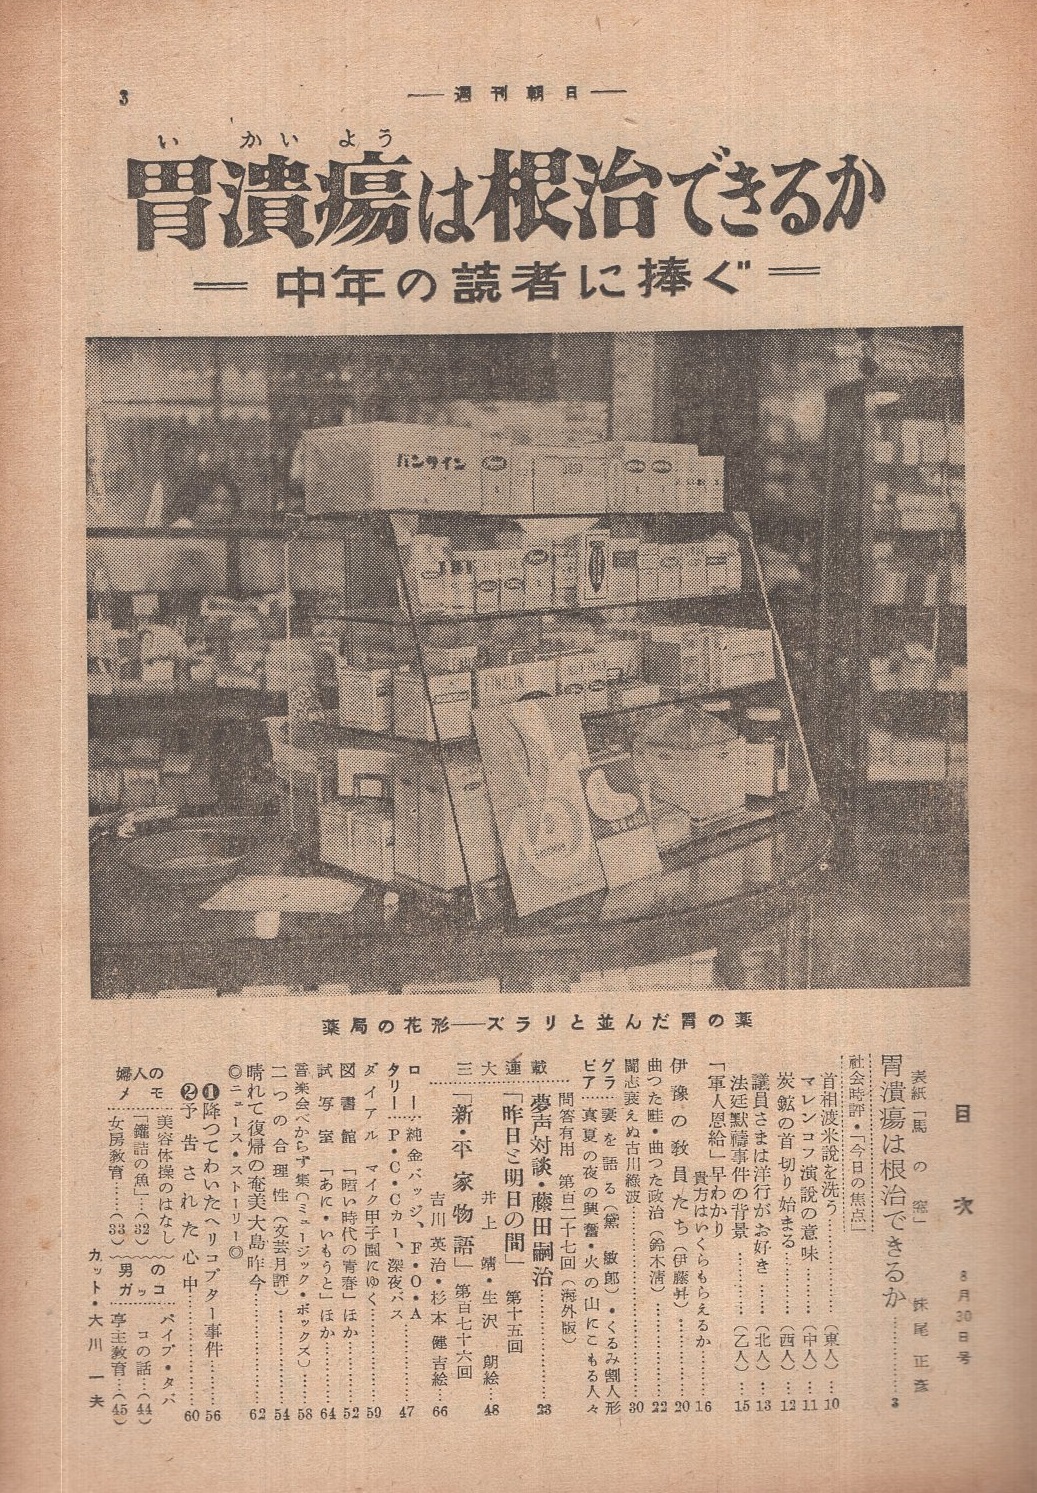 3
週刊朝日
いかいよう
胃潰瘍は根治できるか
中年の読者に捧ぐ
バンサイン
薬局の花形――ズラリと並んだ胃の薬
目次
8月30日号
表紙「馬の窓」 妹尾正彦
胃潰瘍は根治できるか……3
社会時評・「今日の焦点」
首相渡米説を洗う……(東人)…10
マレンコフ演説の意味……(中人)…11
炭鉱の首切り始まる……(西人)…12
議員さまは洋行がお好き……(北人)…13
法廷默禱事件の背景……(乙人)…15
「軍人恩給」早わかり
貴方はいくらもらえるか……16
伊豫の教員たち(伊藤昇)……20
曲つた畦・曲つた政治(鈴木清)……22
闘志衰えぬ古川緑波……30
グラビア
妻を語る(黛敏郎)・くるみ割人形
真夏の夜の興奮・火の山にこもる人々
問答有用 第百二十七回(海外版)
夢声対談・藤田嗣治……23
三大連載
「昨日と明日の間」 第十五回
井上靖・生沢朗絵……48
「新・平家物語」 第百七十六回
吉川英治・杉本健吉絵……66
ロータリー
純金バッジ、F・O・A
P・C・Cカー、深夜バス……47
ダイアル マイク甲子園にゆく……59
図書館 「暗い時代の青春」ほか……52
試写室 「あに・いもうと」ほか……64
音楽会べからず集(ミュージック・ボックス)……58
二つの合理性(文芸月評)……54
晴れて復帰の奄美大島昨今……62
◎ニュース・ストーリー◎
❶降つてわいたヘリコプター事件……56
❷予告された心中……60
婦人のメモ
美容体操のはなし
「鑵詰の魚」…(32)
女房教育……(33)
男のガッコ
パイプ・タバコの話……(44)
亭主教育…(45)
カット・大川一夫